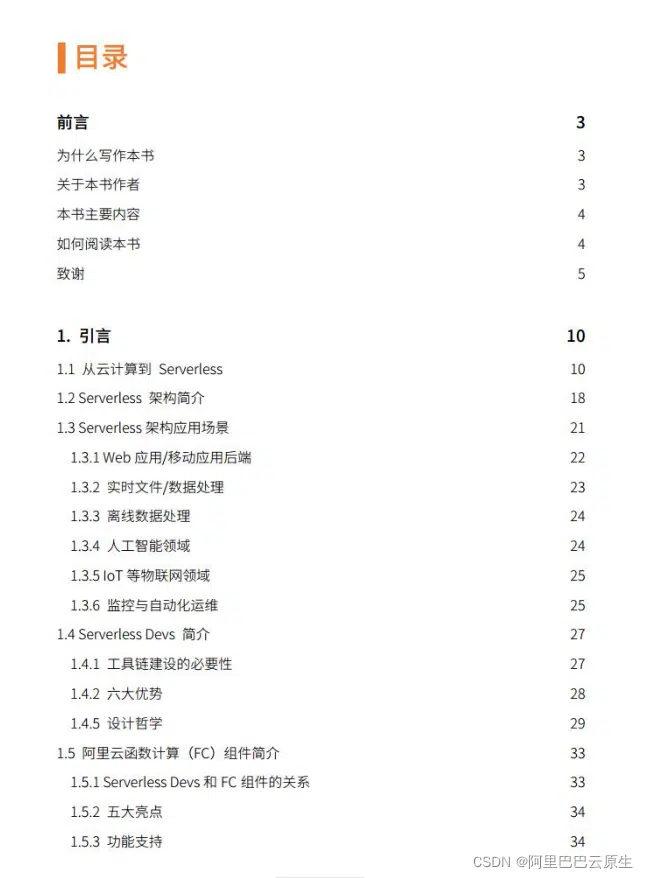 目录
前言 3
为什么写作本书 3
关于本书作者 3
本书主要内容 4
如何阅读本书 4
致谢 5
1. 引言 10
1.1 从云计算到 Serverless 10
1.2 Serverless 架构简介 18
1.3 Serverless 架构应用场景 21
1.3.1 Web 应用/移动应用后端 22
1.3.2 实时文件/数据处理 23
1.3.3 离线数据处理 24
1.3.4 人工智能领域 24
1.3.5 IoT 等物联网领域 25
1.3.6 监控与自动化运维 25
1.4 Serverless Devs 简介 27
1.4.1 工具链建设的必要性 27
1.4.2 六大优势 28
1.4.5 设计哲学 29
1.5 阿里云函数计算（FC）组件简介 33
1.5.1 Serverless Devs 和 FC 组件的关系 33
1.5.2 五大亮点 34
1.5.3 功能支持 34
CSDN @阿里巴巴云原生